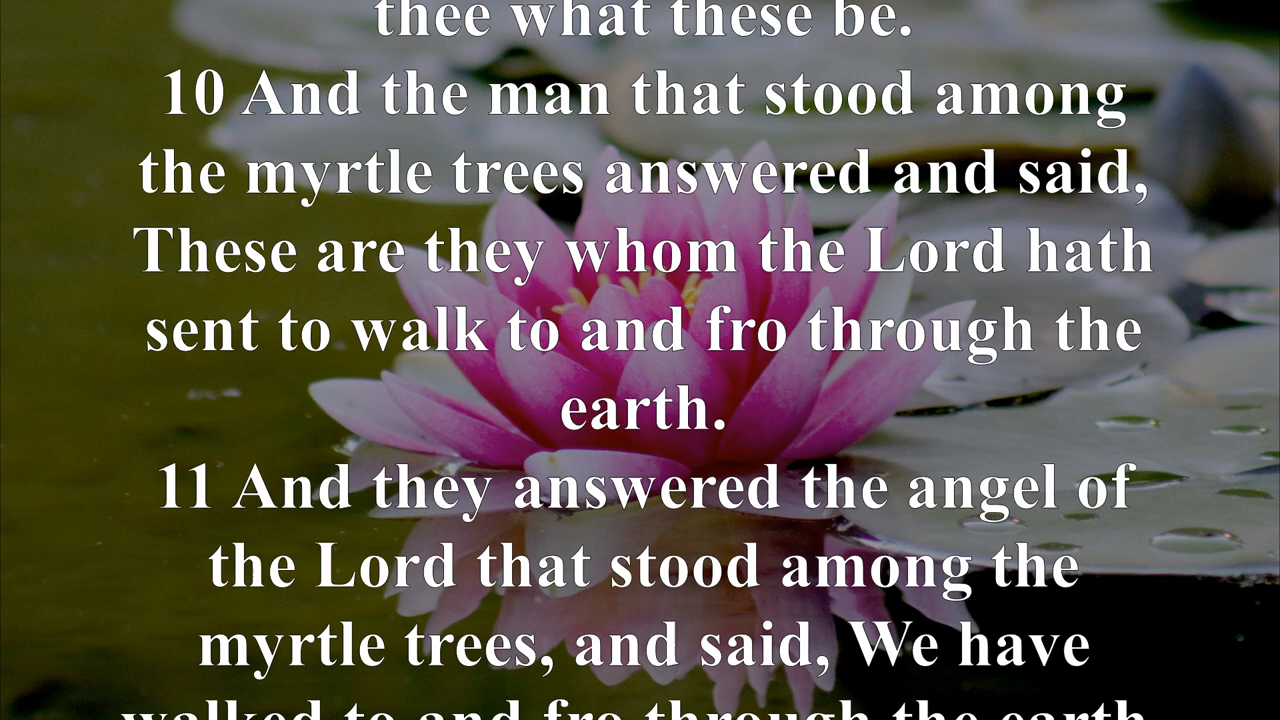 thee what these be.
10 And the man that stood among
the myrtle trees answered and said,
These are they whom the Lord hath
sent to walk to and fro through the
earth.
11 And they answered the angel of
the Lord that stood among the
myrtle trees, and said, We have
walked to and fro through the earth